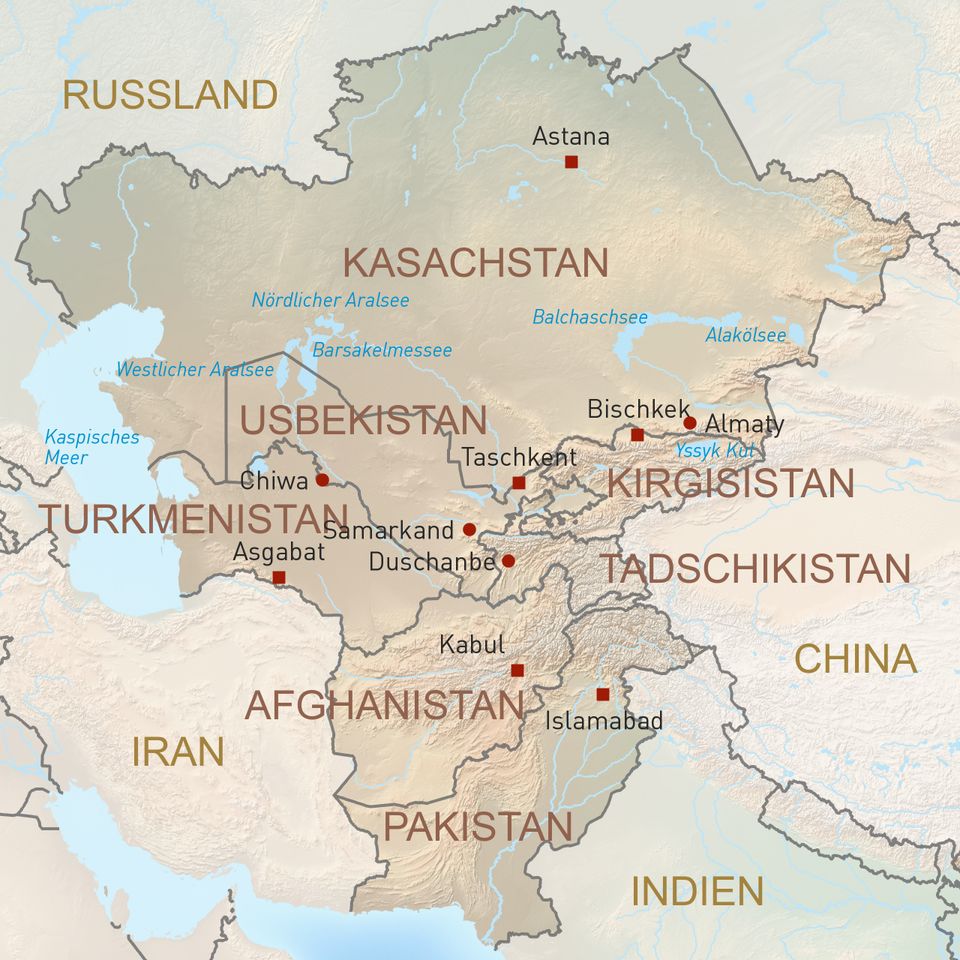 RUSSLAND
Astana
KASACHSTAN
Nördlicher Aralsee
Balchaschsee
Alakölsee
Barsakelmessee
Westlicher Aralsee
Kaspisches
Meer
USBEKISTAN
Bischkek
Almaty
Yssyk Kul
Taschkent
Chiwa
KIRGISISTAN
TURKMENISTAN
Samarkand
Asgabat
Duschanbe
TADSCHIKISTAN
Kabul
CHINA
AFGHANISTAN
Islamabad
IRAN
PAKISTAN
INDIEN